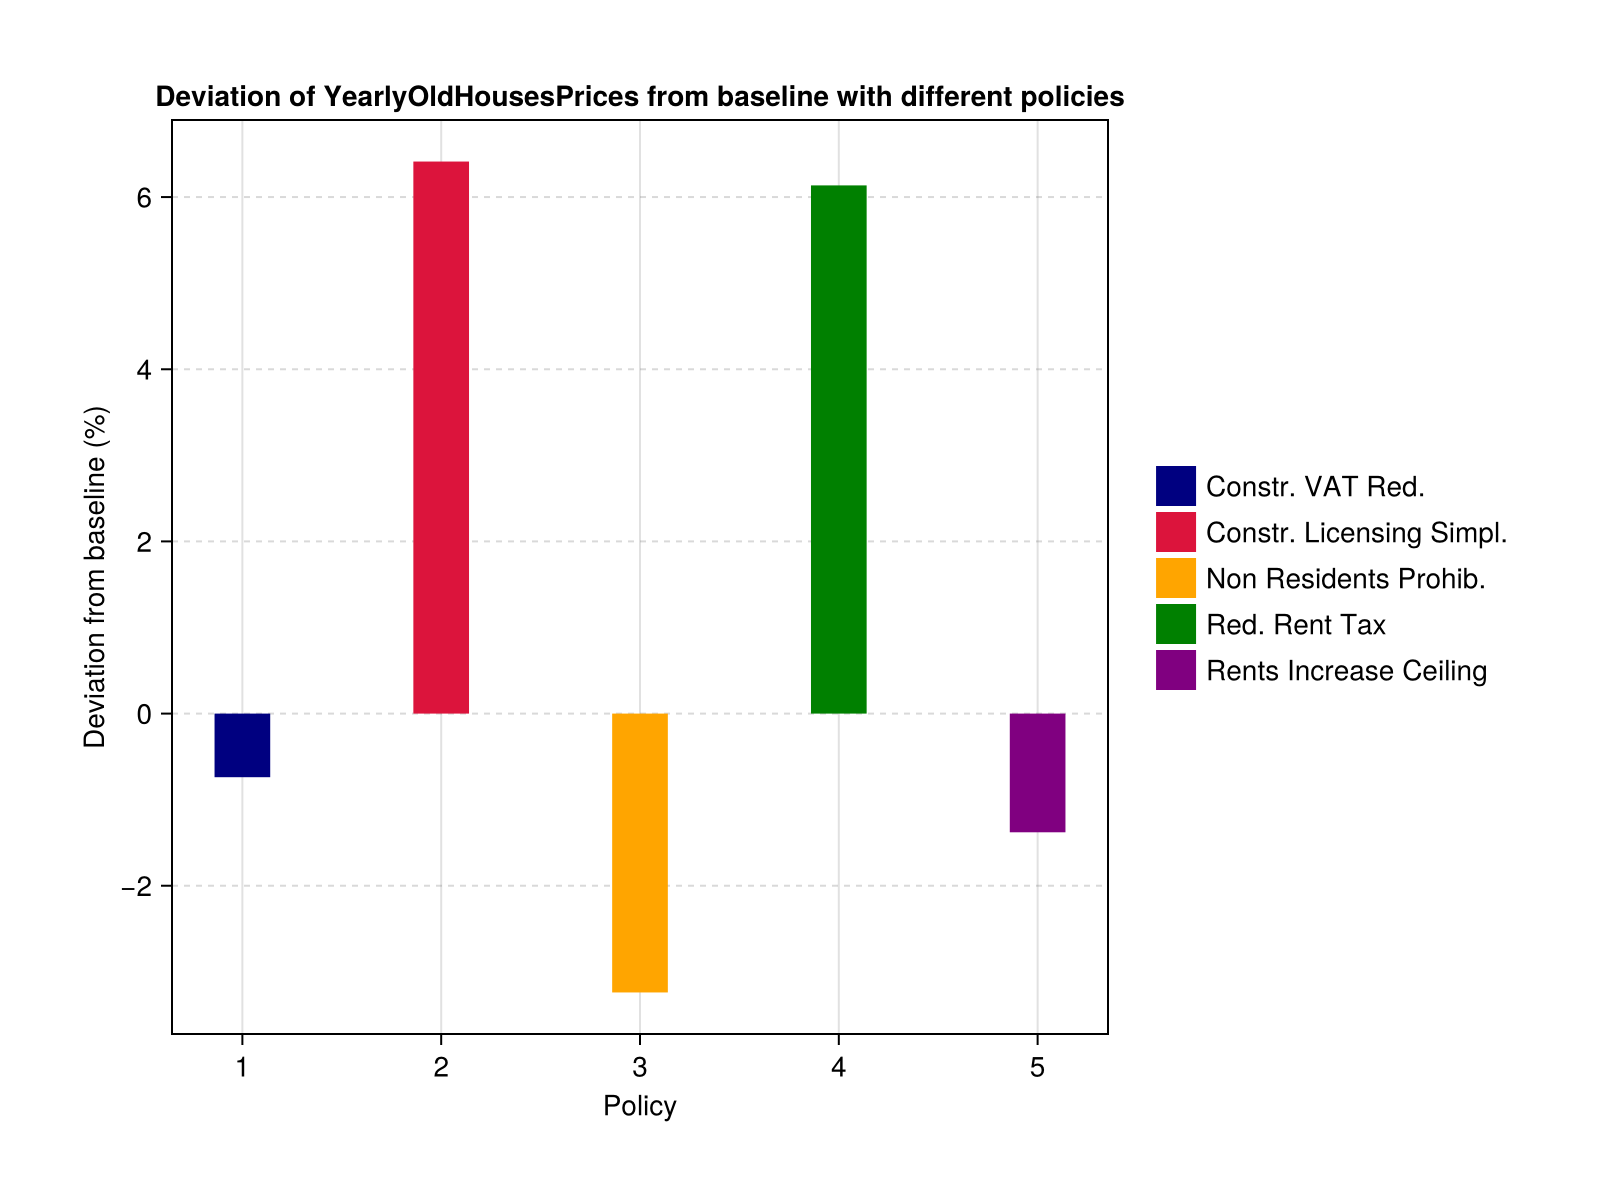 Deviation of YearlyOldHousesPrices from baseline with different policies
Deviation from baseline (%)
6
4
2
0
−2
1 2 3 4 5
Policy
Constr. VAT Red.
Constr. Licensing Simpl.
Non Residents Prohib.
Red. Rent Tax
Rents Increase Ceiling